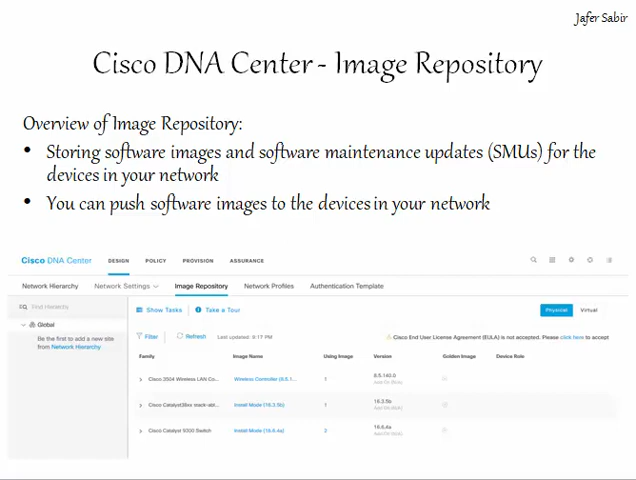 Jafer Sabir
Cisco DNA Center - Image Repository
Overview of Image Repository:
• Storing software images and software maintenance updates (SMUs) for the
devices in your network
• You can push software images to the devices in your network
Cisco DNA Center DESIGN POLICY PROVISION ASSURANCE
Network Hierarchy Network Settings Image Repository Network Profiles Authentication Template
Find Hierarchy
Global
Be the first to add a new site
from Network Hierarchy
Show Tasks Take a Tour Physical Virtual
Filter Refresh Last updated: 9:17 PM Cisco End User License Agreement (EULA) is not accepted. Please click here to accept
Family Image Name Using Image Version Golden Image Device Role
Cisco 2504 Wireless LAN Co... Wireless Controller (8.5.1... 1 8.5.140.0
Cisco Catalyst38xx stack-abl... Install Mode (16.3.5b) 1 16.3.5b
Cisco Catalyst 9300 Switch Install Mode (16.6.4a) 16.6.4a